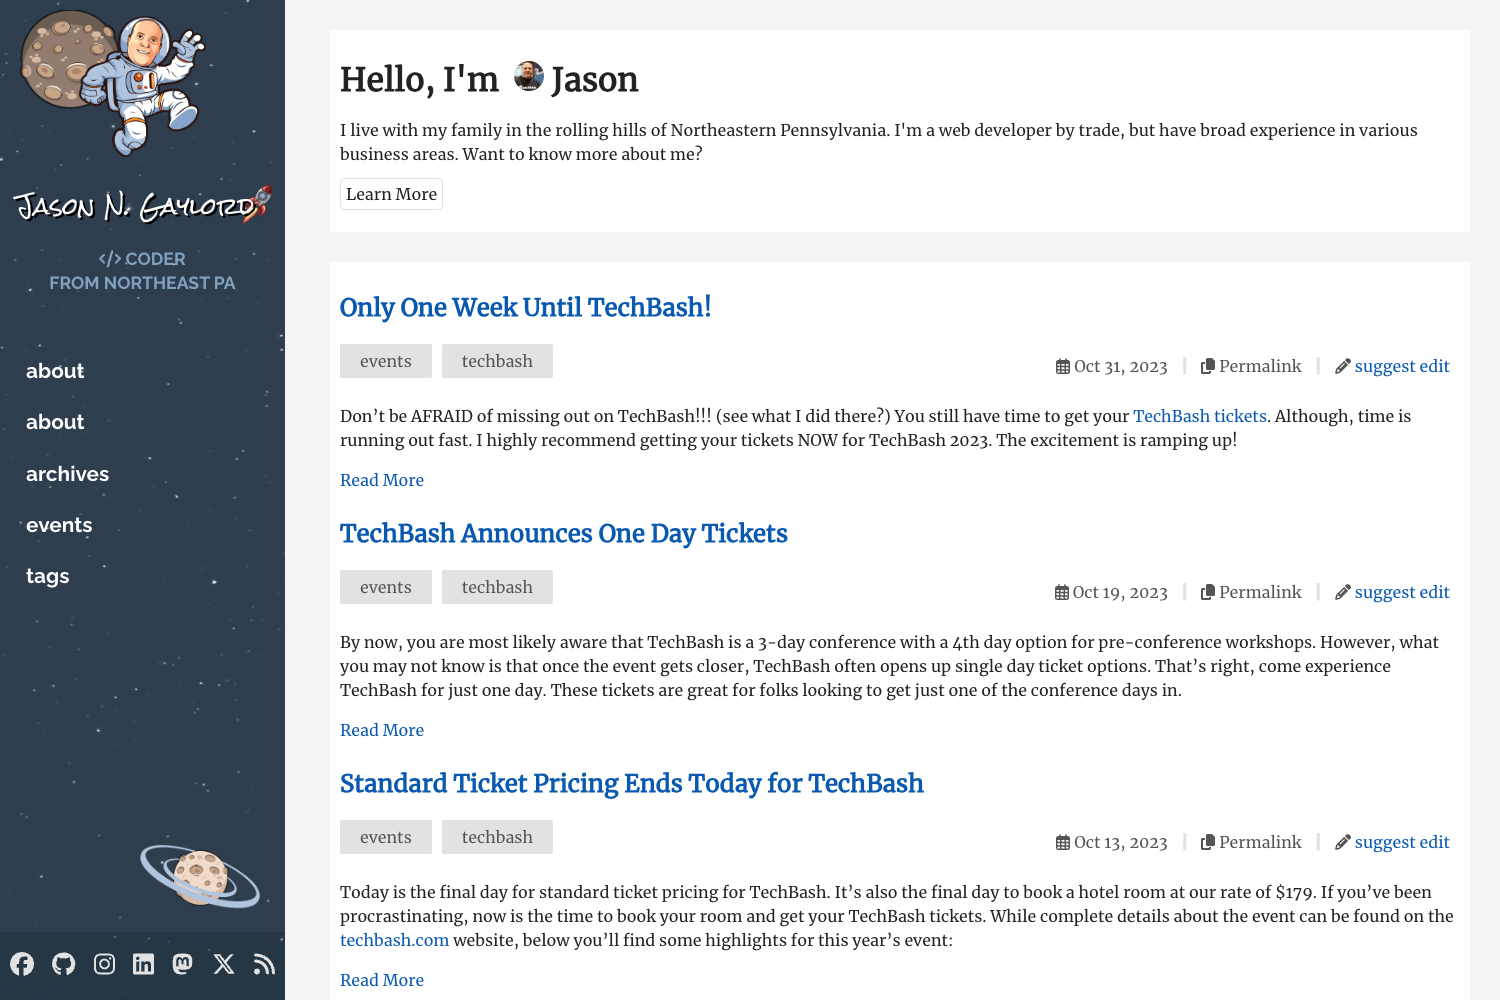 Jason N. Gaylord
</> CODER
FROM NORTHEAST PA
about
about
archives
events
tags
Hello, I'm Jason
I live with my family in the rolling hills of Northeastern Pennsylvania. I'm a web developer by trade, but have broad experience in various
business areas. Want to know more about me?
Learn More
Only One Week Until TechBash!
events techbash Oct 31, 2023 | Permalink | suggest edit
Don’t be AFRAID of missing out on TechBash!!! (see what I did there?) You still have time to get your TechBash tickets. Although, time is
running out fast. I highly recommend getting your tickets NOW for TechBash 2023. The excitement is ramping up!
Read More
TechBash Announces One Day Tickets
events techbash Oct 19, 2023 | Permalink | suggest edit
By now, you are most likely aware that TechBash is a 3-day conference with a 4th day option for pre-conference workshops. However, what
you may not know is that once the event gets closer, TechBash often opens up single day ticket options. That’s right, come experience
TechBash for just one day. These tickets are great for folks looking to get just one of the conference days in.
Read More
Standard Ticket Pricing Ends Today for TechBash
events techbash Oct 13, 2023 | Permalink | suggest edit
Today is the final day for standard ticket pricing for TechBash. It’s also the final day to book a hotel room at our rate of $179. If you’ve been
procrastinating, now is the time to book your room and get your TechBash tickets. While complete details about the event can be found on the
techbash.com website, below you’ll find some highlights for this year’s event:
Read More